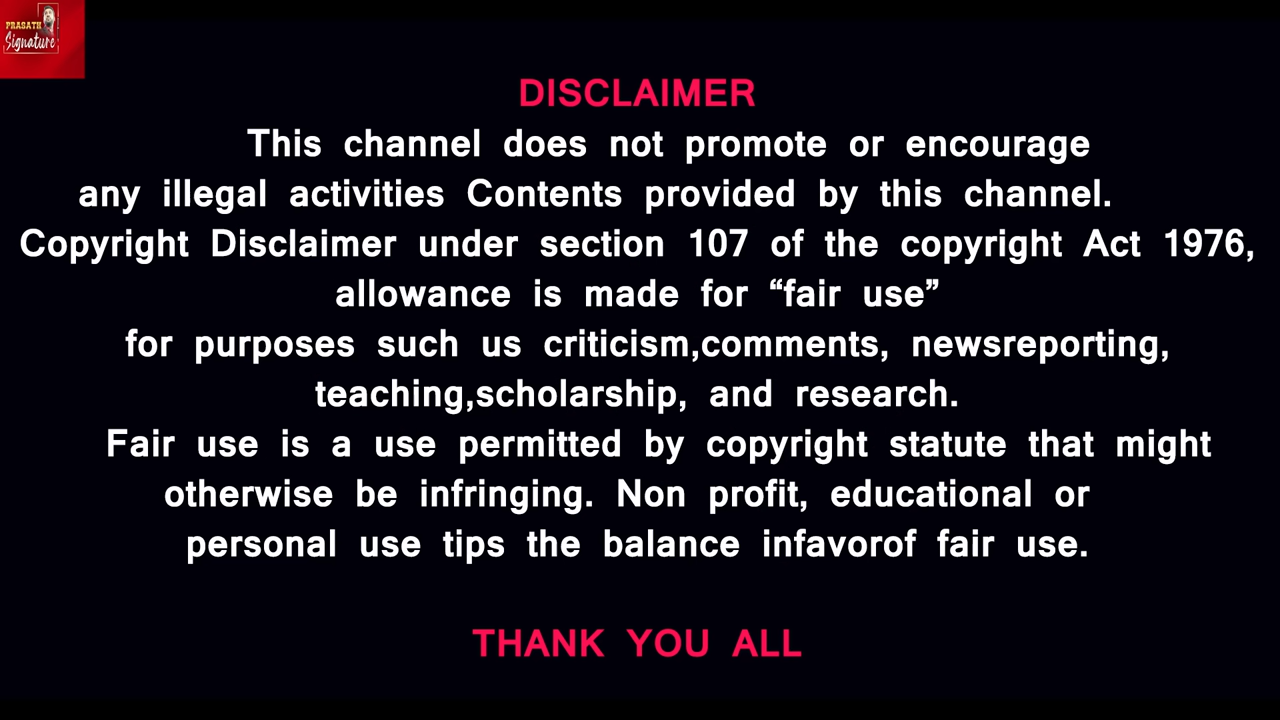 PRASATH
Signature
DISCLAIMER
This channel does not promote or encourage
any illegal activities Contents provided by this channel.
Copyright Disclaimer under section 107 of the copyright Act 1976,
allowance is made for “fair use”
for purposes such us criticism,comments, newsreporting,
teaching,scholarship, and research.
Fair use is a use permitted by copyright statute that might
otherwise be infringing. Non profit, educational or
personal use tips the balance infavorof fair use.
THANK YOU ALL